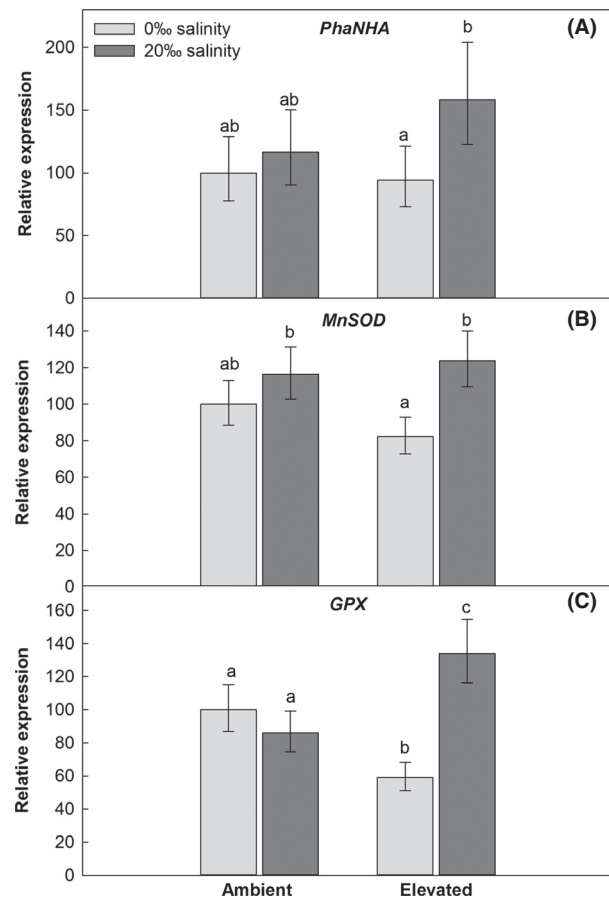 PhaNHA (A)
0‰ salinity
20‰ salinity
Relative expression
200
150
100
50
0
ab
ab
a
b
MnSOD (B)
Relative expression
140
120
100
80
60
40
20
0
ab
b
a
b
GPX (C)
Relative expression
160
140
120
100
80
60
40
20
0
a
a
b
c
Ambient Elevated